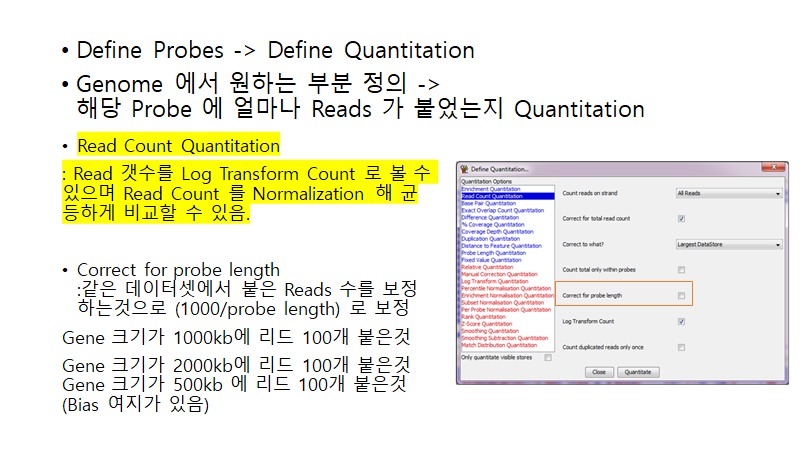 • Define Probes -> Define Quantitation
• Genome 에서 원하는 부분 정의 ->
해당 Probe 에 얼마나 Reads 가 붙었는지 Quantitation
• Read Count Quantitation
: Read 갯수를 Log Transform Count 로 볼 수
있으며 Read Count 를 Normalization 해 균
등하게 비교할 수 있음.
• Correct for probe length
:같은 데이터셋에서 붙은 Reads 수를 보정
하는것으로 (1000/probe length) 로 보정
Gene 크기가 1000kb에 리드 100개 붙은것
Gene 크기가 2000kb에 리드 100개 붙은것
Gene 크기가 500kb 에 리드 100개 붙은것
(Bias 여지가 있음)
Define Quantitation...
Quantitation Options
Enrichment Quantitation
Read Count Quantitation
Base Pair Quantitation
Exact Overlap Count Quantitation
Difference Quantitation
% Coverage Quantitation
Coverage Depth Quantitation
Duplication Quantitation
Distance to Feature Quantitation
Probe Length Quantitation
Fixed Value Quantitation
Relative Quantitation
Manual Correction Quantitation
Log Transform Quantitation
Percentile Normalisation Quantitation
Enrichment Normalisation Quantitation
Subset Normalisation Quantitation
Per Probe Normalisation Quantitation
Rank Quantitation
Z-Score Quantitation
Smoothing Quantitation
Smoothing Subtraction Quantitation
Match Distribution Quantitation
Only quantitate visible stores
Count reads on strand All Reads
Correct for total read count
Correct to what? Largest DataStore
Count total only within probes
Correct for probe length
Log Transform Count
Count duplicated reads only once
Close Quantitate